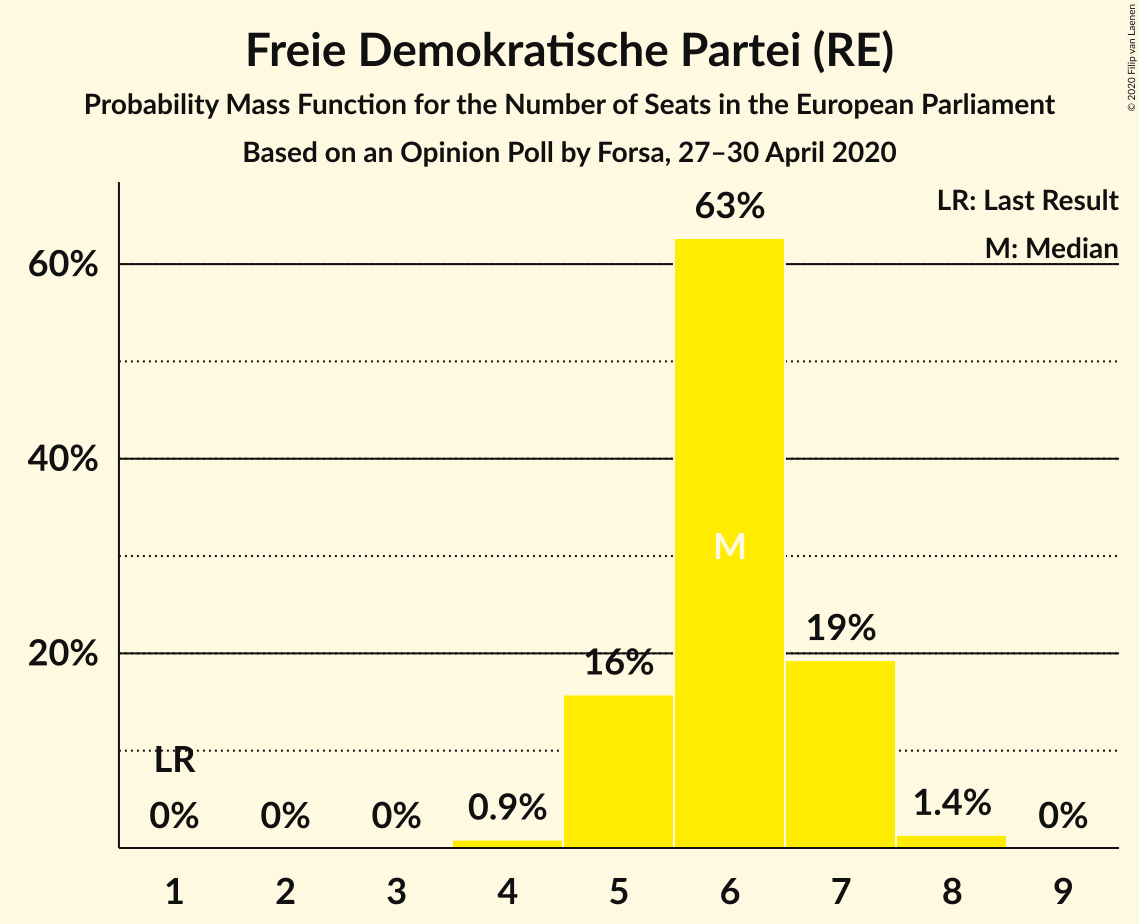 Freie Demokratische Partei (RE)
Probability Mass Function for the Number of Seats in the European Parliament
Based on an Opinion Poll by Forsa, 27–30 April 2020
© 2020 Filip van Laenen
LR: Last Result
M: Median
63%
60%
40%
M
19%
20%
16%
LR
0%
0%
0%
0.9%
1.4%
0%
1 2 3 4 5 6 7 8 9